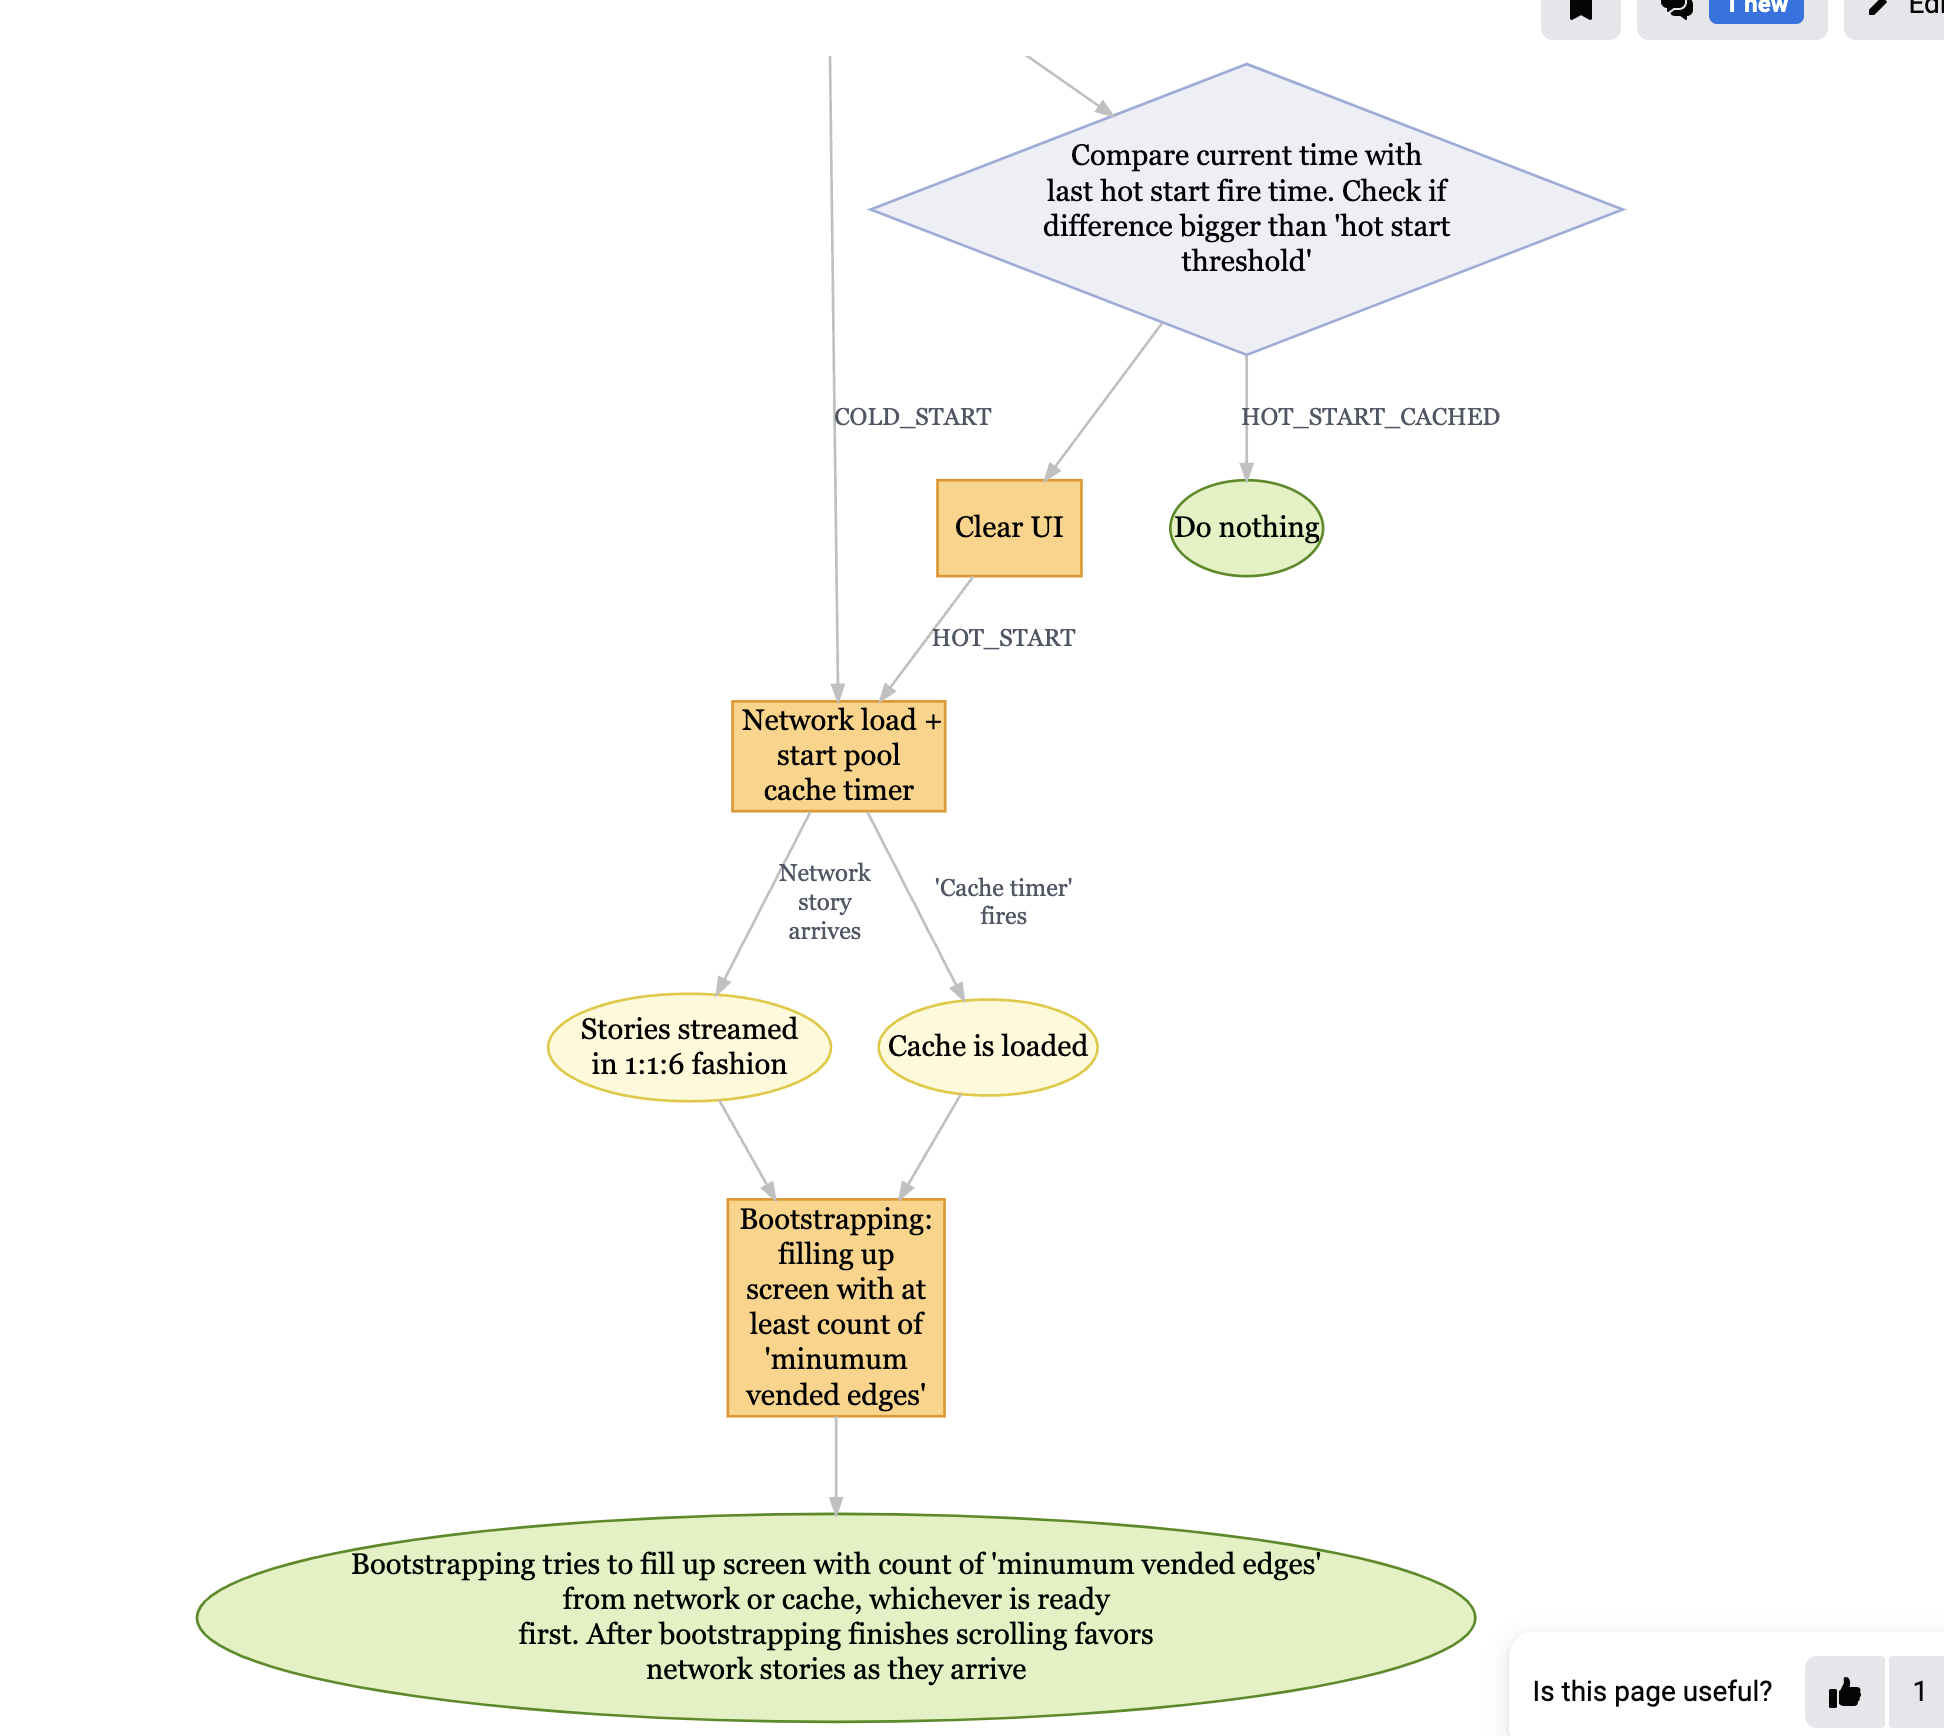 1 new
Compare current time with
last hot start fire time. Check if
difference bigger than 'hot start
threshold'
COLD_START
HOT_START_CACHED
Clear UI
Do nothing
HOT_START
Network load +
start pool
cache timer
Network
story
arrives
'Cache timer'
fires
Stories streamed
in 1:1:6 fashion
Cache is loaded
Bootstrapping:
filling up
screen with at
least count of
'minumum
vended edges'
Bootstrapping tries to fill up screen with count of 'minumum vended edges'
from network or cache, whichever is ready
first. After bootstrapping finishes scrolling favors
network stories as they arrive
Is this page useful?
1